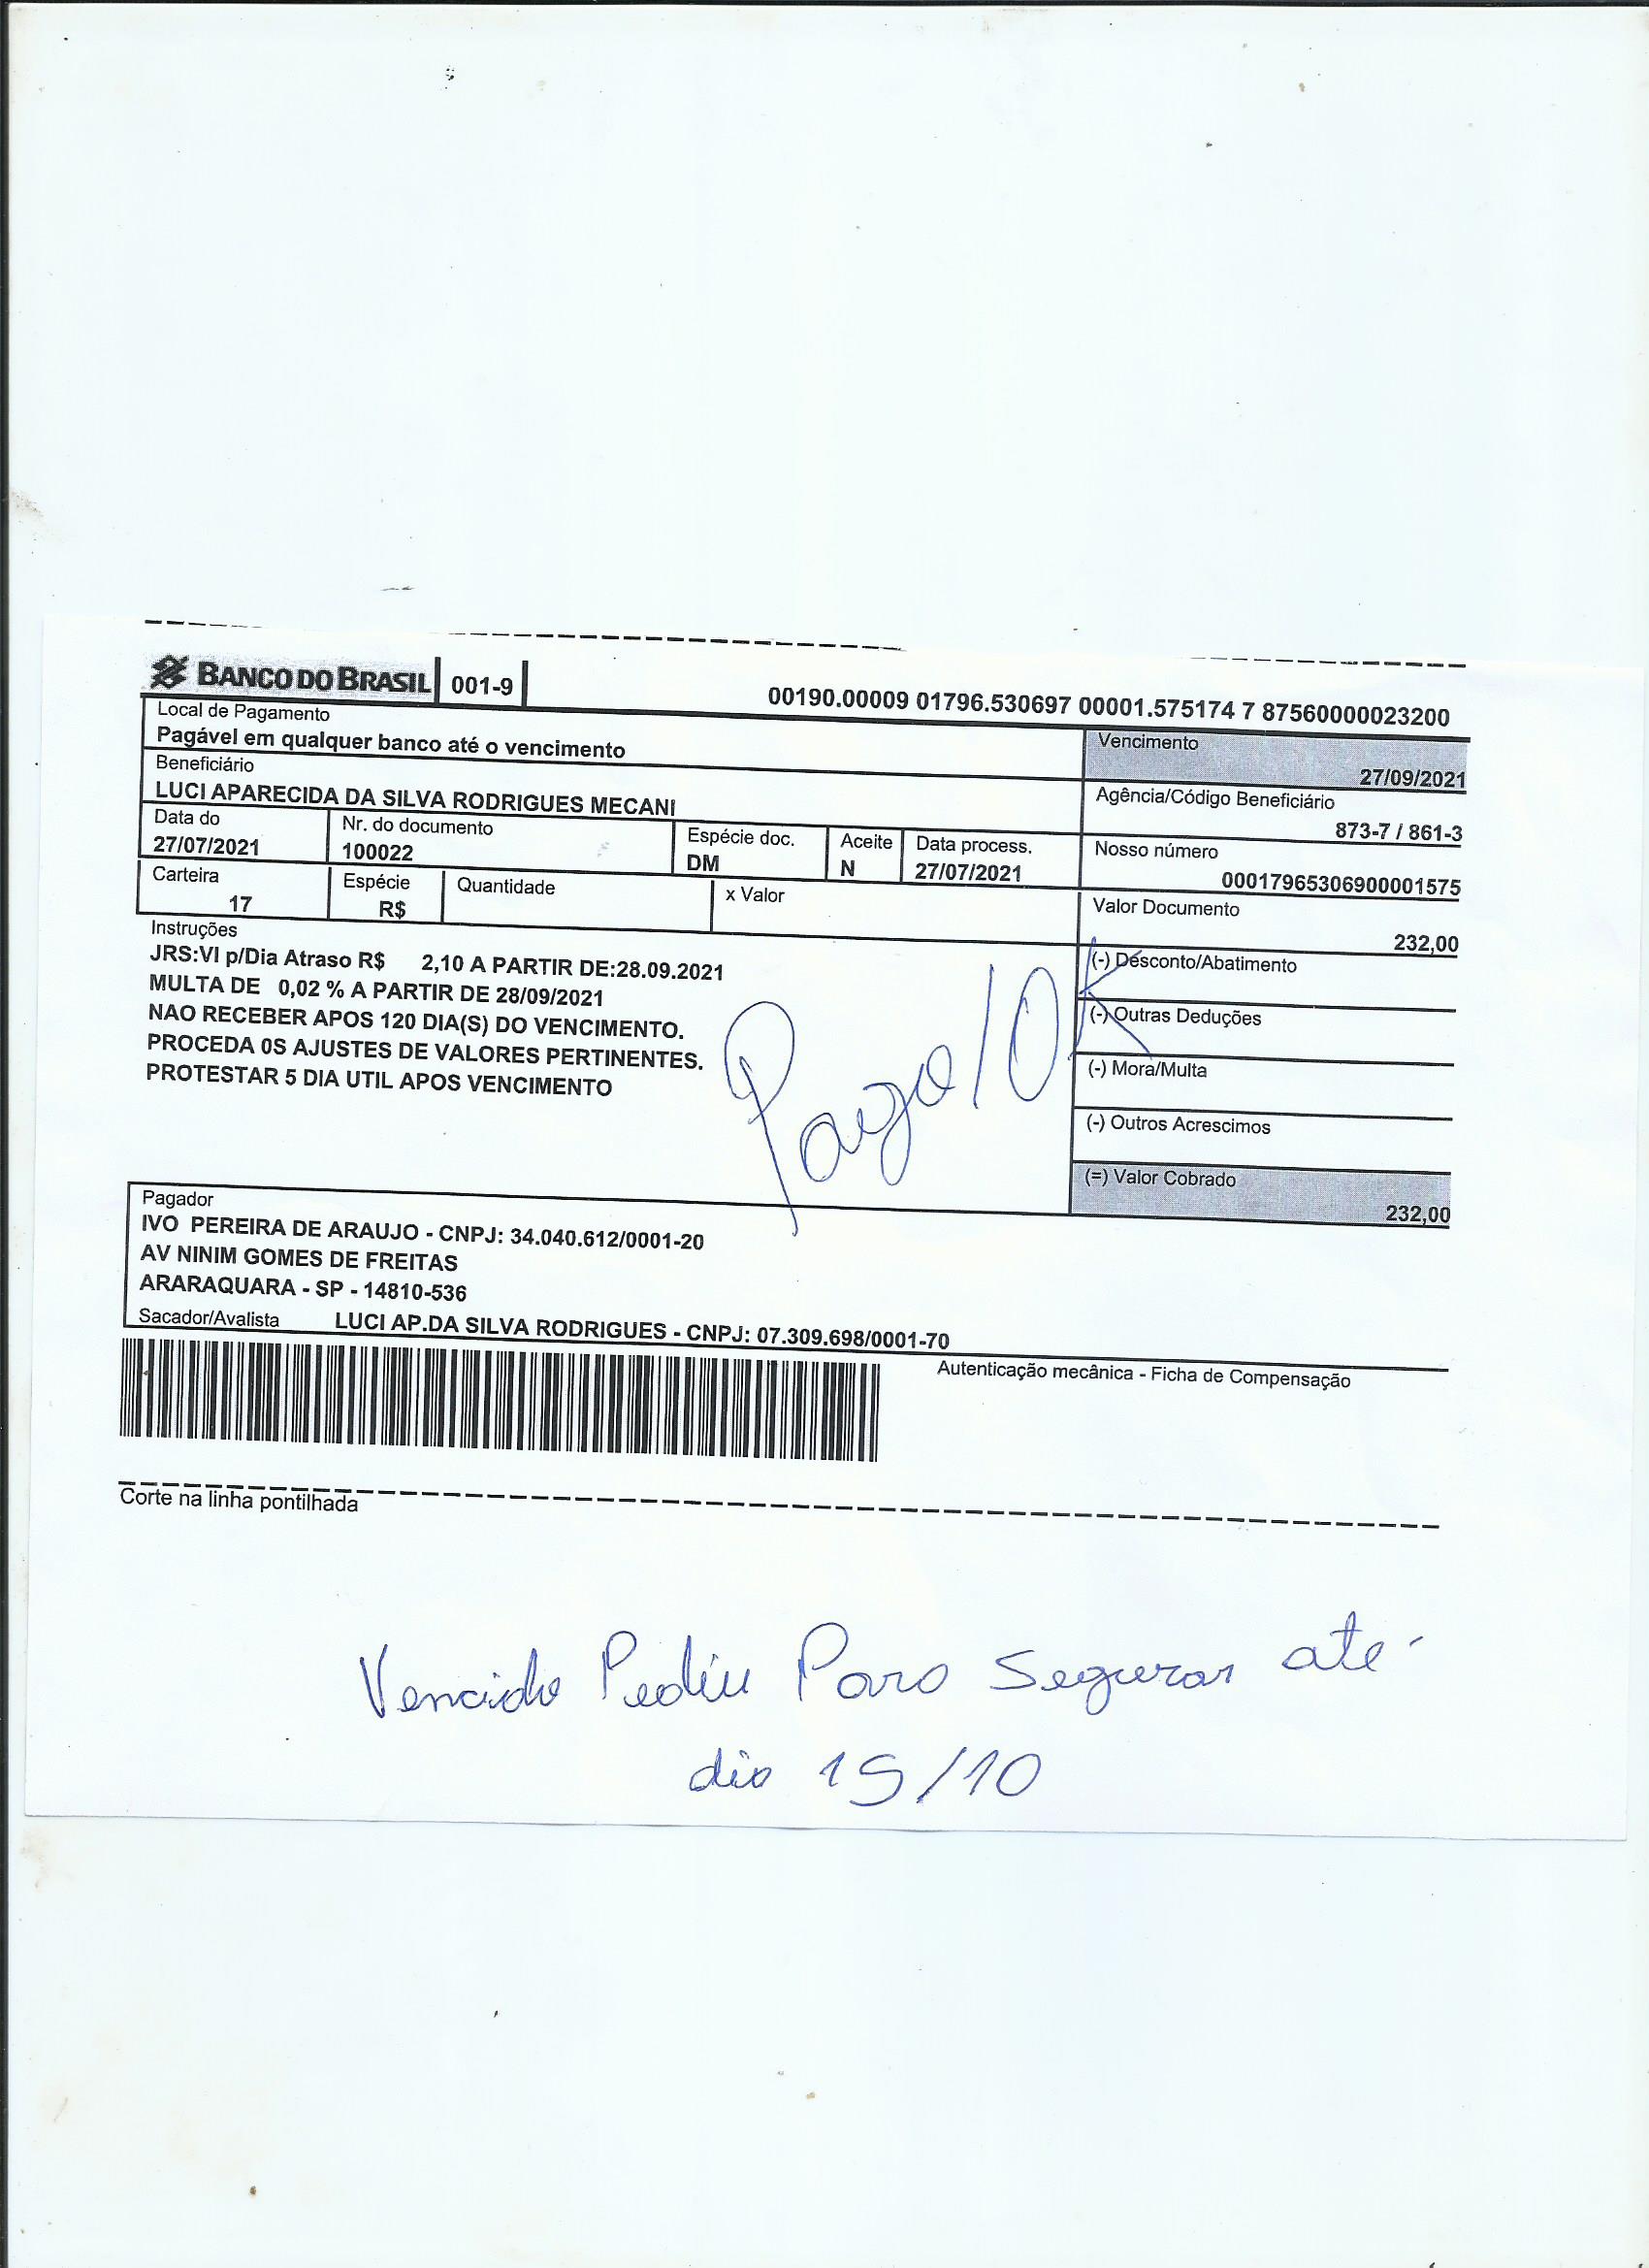 BANCO DO BRASIL 001-9 00190.00009 01796.530697 00001.575174 7 87560000023200
Local de Pagamento
Pagável em qualquer banco até o vencimento
Vencimento
27/09/2021
Beneficiário
LUCI APARECIDA DA SILVA RODRIGUES MECANI
Agência/Código Beneficiário
873-7 / 861-3
Data do
27/07/2021
Nr. do documento
100022
Espécie doc.
DM
Aceite
N
Data process.
27/07/2021
Nosso número
00017965306900001575
Carteira
17
Espécie
R$
Quantidade
x Valor
Valor Documento
232,00
Instruções
JRS:VI p/Dia Atraso R$ 2,10 A PARTIR DE:28.09.2021
MULTA DE 0,02 % A PARTIR DE 28/09/2021
NAO RECEBER APOS 120 DIA(S) DO VENCIMENTO.
PROCEDA 0S AJUSTES DE VALORES PERTINENTES.
PROTESTAR 5 DIA UTIL APOS VENCIMENTO
Pago/OK
(-) Desconto/Abatimento
(-) Outras Deduções
(-) Mora/Multa
(-) Outros Acrescimos
(=) Valor Cobrado
232,00
Pagador
IVO PEREIRA DE ARAUJO - CNPJ: 34.040.612/0001-20
AV NINIM GOMES DE FREITAS
ARARAQUARA - SP - 14810-536
Sacador/Avalista LUCI AP.DA SILVA RODRIGUES - CNPJ: 07.309.698/0001-70
Autenticação mecânica - Ficha de Compensação
Corte na linha pontilhada
Vencido Pediu Para Segurar até
dia 15/10